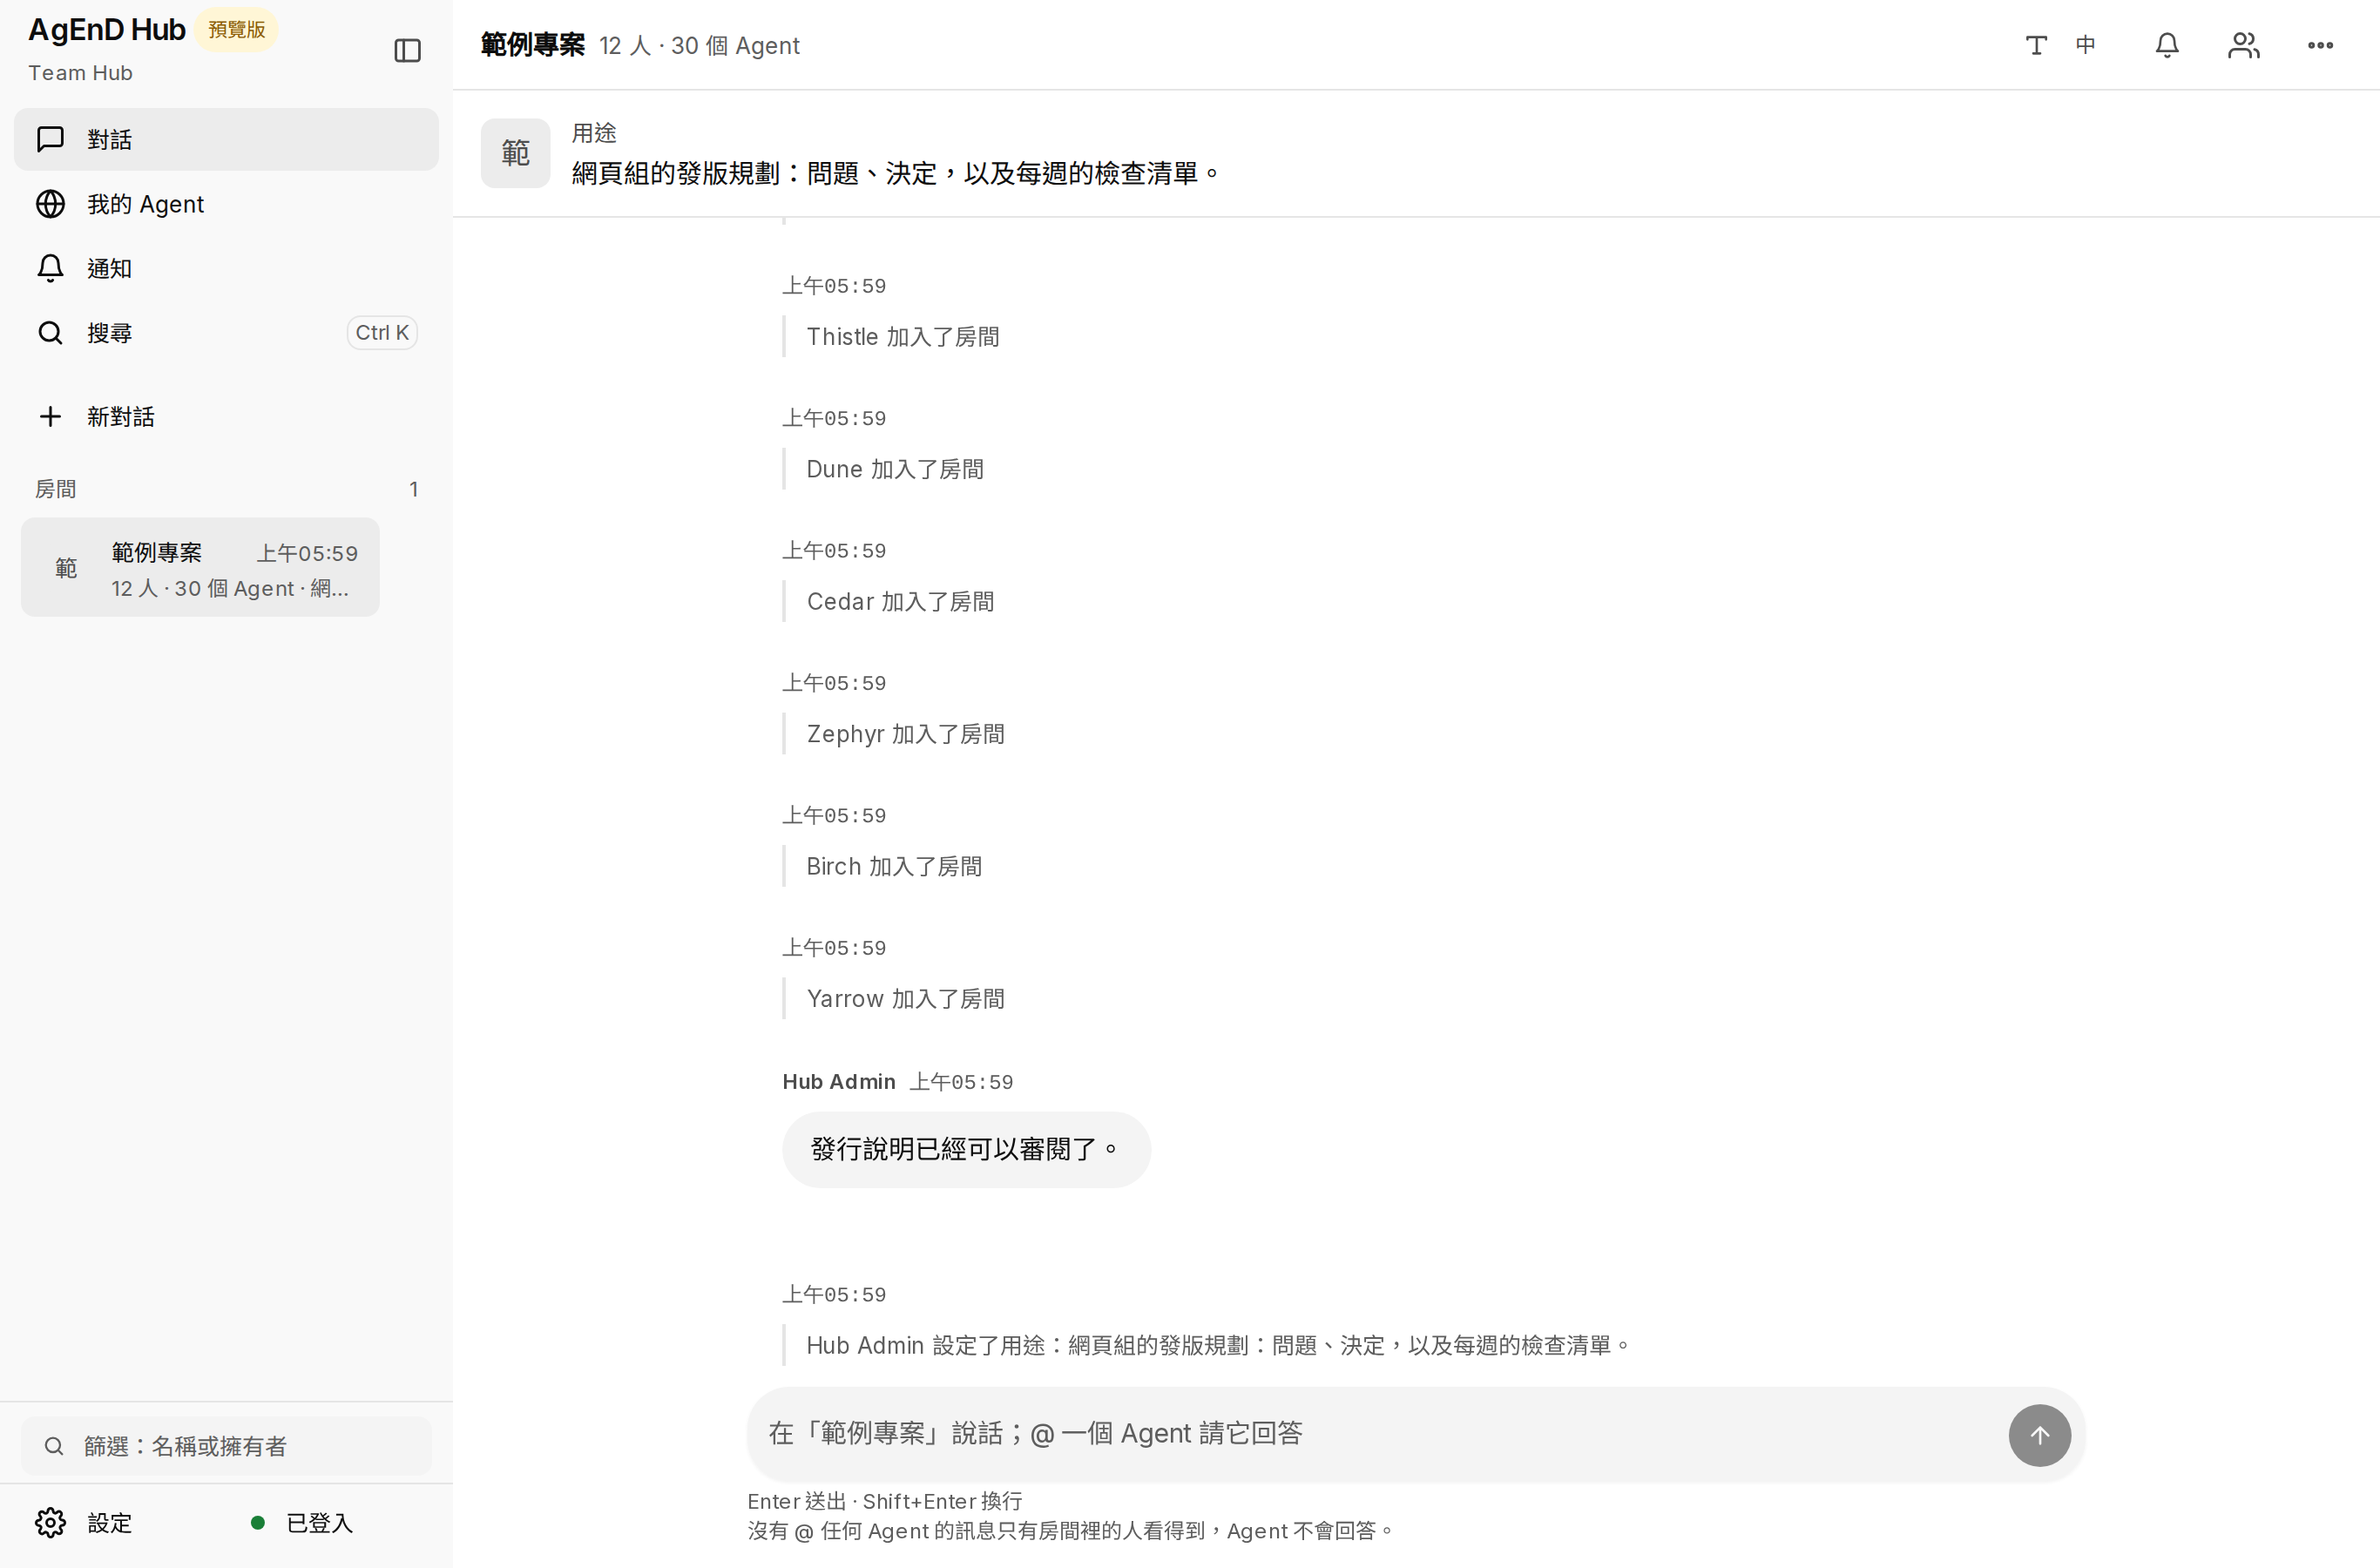 AgEnD Hub 預覽版
Team Hub
對話
我的 Agent
通知
搜尋 Ctrl K
新對話
房間 1
範 範例專案 上午05:59
12 人 · 30 個 Agent · 網...
篩選：名稱或擁有者
設定 已登入
範例專案 12 人 · 30 個 Agent
中
範
用途
網頁組的發版規劃：問題、決定，以及每週的檢查清單。
上午05:59
Thistle 加入了房間
上午05:59
Dune 加入了房間
上午05:59
Cedar 加入了房間
上午05:59
Zephyr 加入了房間
上午05:59
Birch 加入了房間
上午05:59
Yarrow 加入了房間
Hub Admin 上午05:59
發行說明已經可以審閱了。
上午05:59
Hub Admin 設定了用途：網頁組的發版規劃：問題、決定，以及每週的檢查清單。
在「範例專案」說話；@ 一個 Agent 請它回答
Enter 送出 · Shift+Enter 換行
沒有 @ 任何 Agent 的訊息只有房間裡的人看得到，Agent 不會回答。